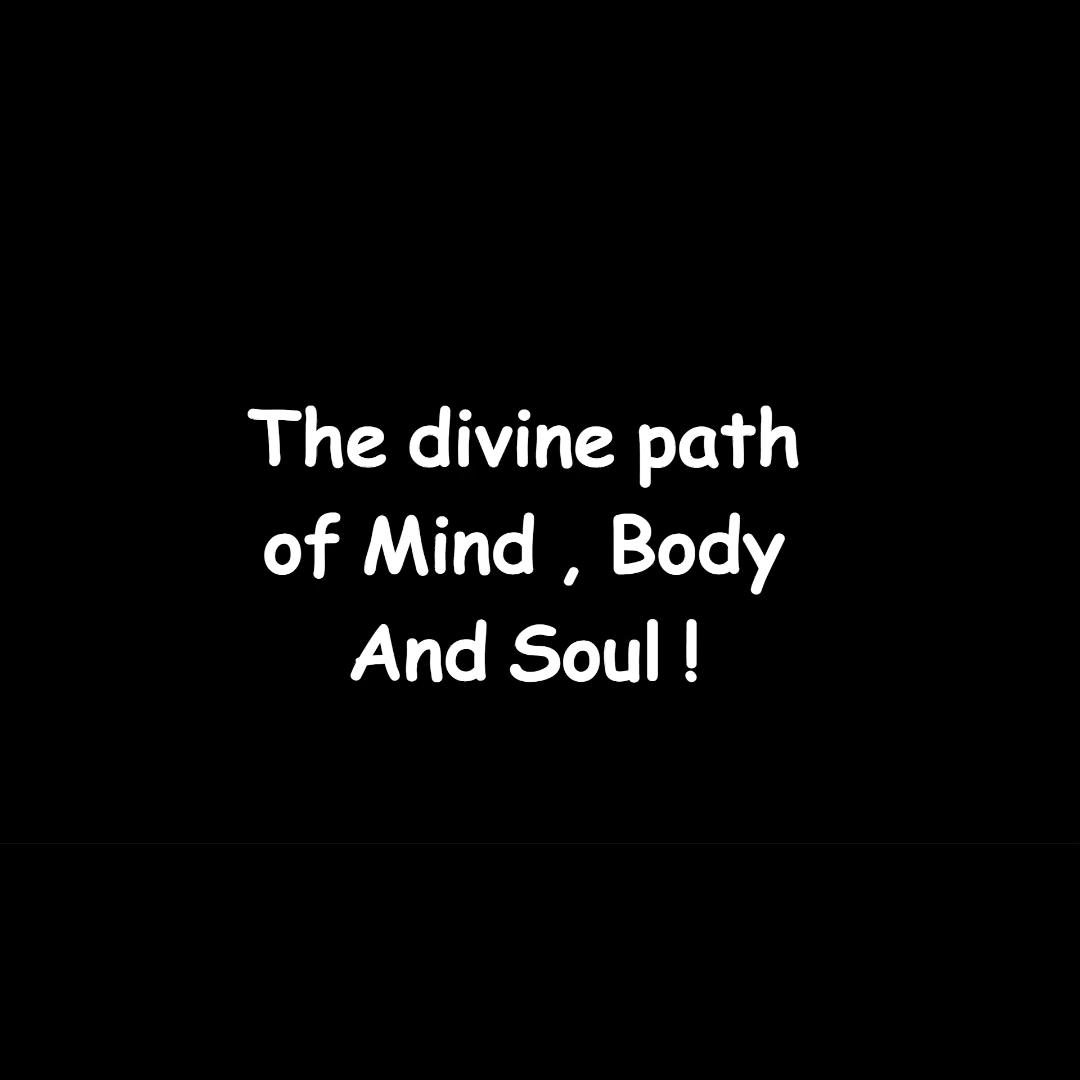 The divine path
of Mind , Body
And Soul !